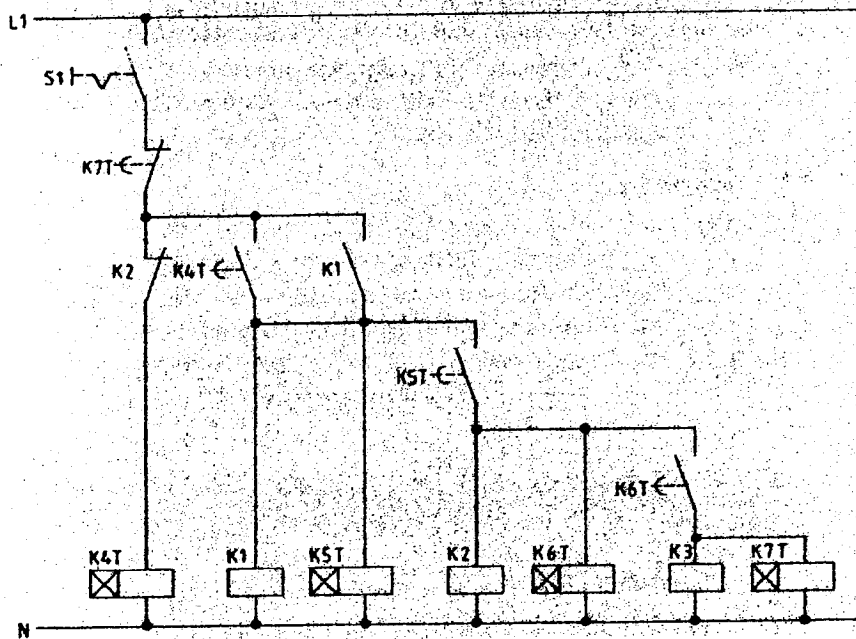 L1
S1
K7T
K2 K4T K1
K5T
K6T
K4T K1 K5T K2 K6T K3 K7T
N